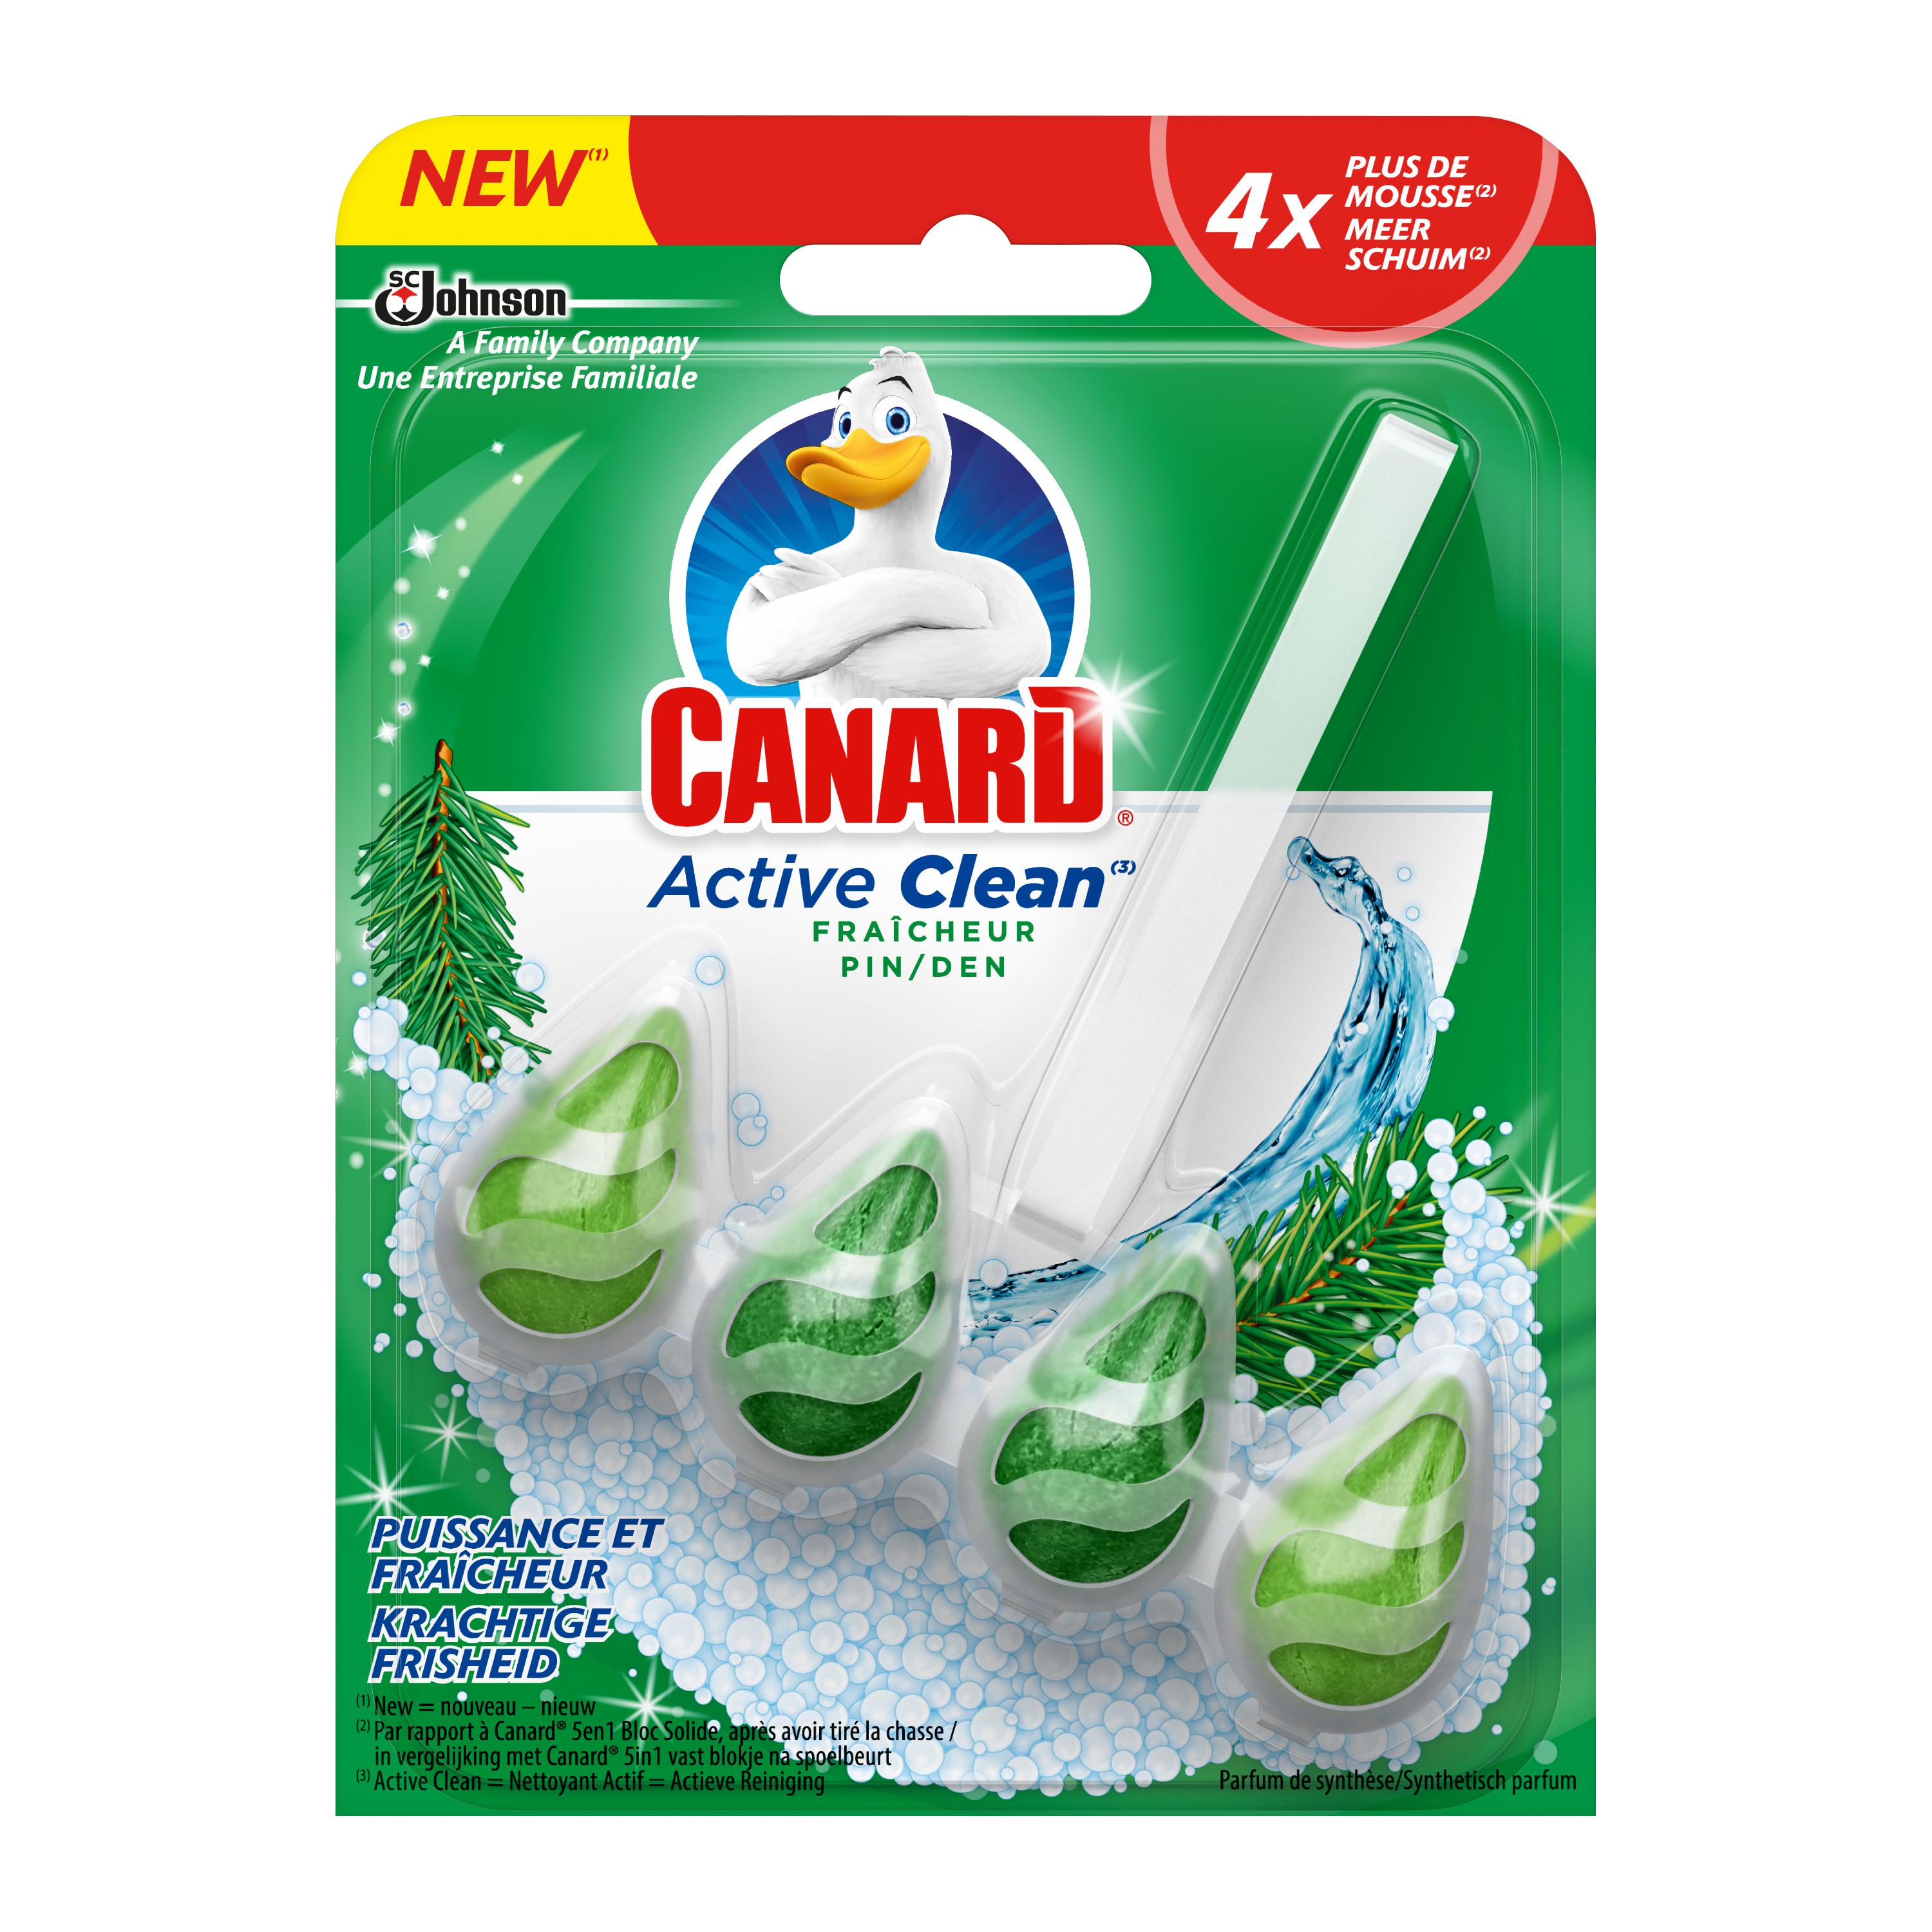 NEW(1)
4x
PLUS DE
MOUSSE(2)
MEER
SCHUIM(2)
SC Johnson
A Family Company
Une Entreprise Familiale
CANARD®
Active Clean(3)
FRAÎCHEUR
PIN/DEN
PUISSANCE ET
FRAÎCHEUR
KRACHTIGE
FRISHEID
(1) New = nouveau – nieuw
(2) Par rapport à Canard® 5en1 Bloc Solide, après avoir tiré la chasse /
in vergelijking met Canard® 5in1 vast blokje na spoelbeurt
(3) Active Clean = Nettoyant Actif = Actieve Reiniging
Parfum de synthèse/Synthetisch parfum